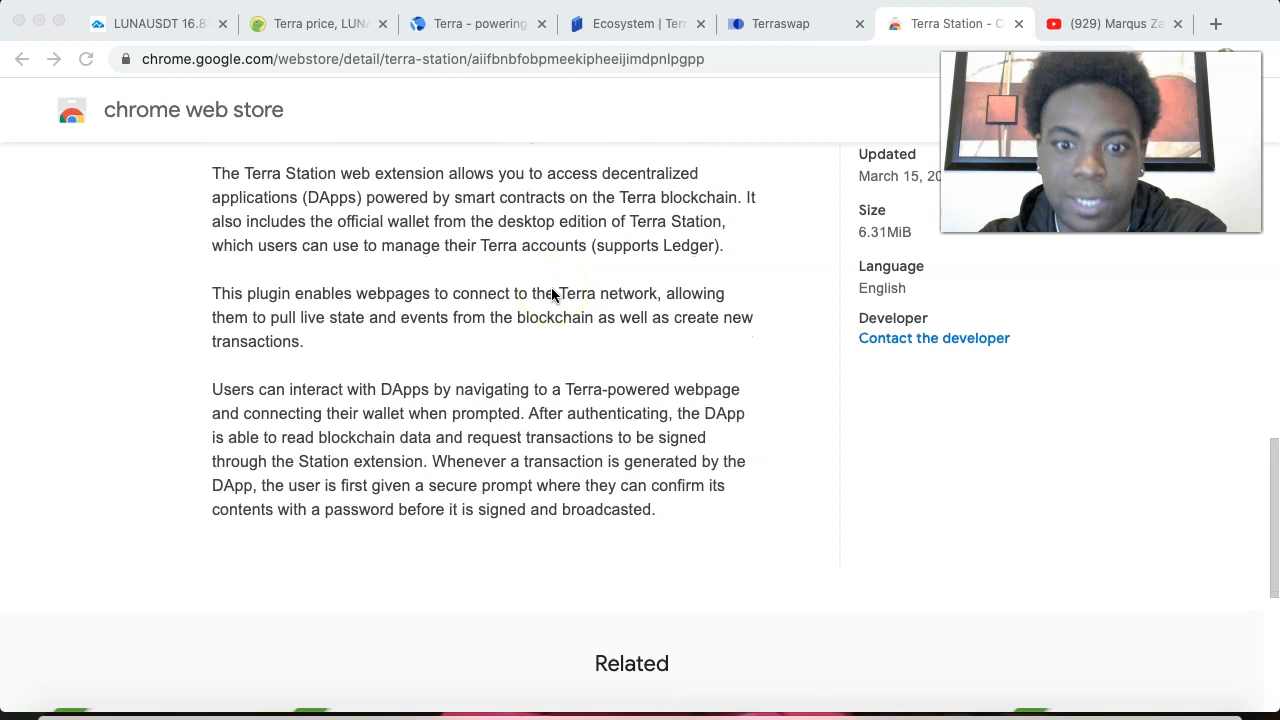 LUNAUSDT 16.8
Terra price, LUN
Terra - powering
Ecosystem | Ter
Terraswap
Terra Station - C
(929) Marqus Za
chrome.google.com/webstore/detail/terra-station/aiifbnbfobpmeekipheeijimdpnlpgpp
chrome web store
The Terra Station web extension allows you to access decentralized
applications (DApps) powered by smart contracts on the Terra blockchain. It
also includes the official wallet from the desktop edition of Terra Station,
which users can use to manage their Terra accounts (supports Ledger).
This plugin enables webpages to connect to the Terra network, allowing
them to pull live state and events from the blockchain as well as create new
transactions.
Users can interact with DApps by navigating to a Terra-powered webpage
and connecting their wallet when prompted. After authenticating, the DApp
is able to read blockchain data and request transactions to be signed
through the Station extension. Whenever a transaction is generated by the
DApp, the user is first given a secure prompt where they can confirm its
contents with a password before it is signed and broadcasted.
Updated
March 15, 20
Size
6.31MiB
Language
English
Developer
Contact the developer
Related